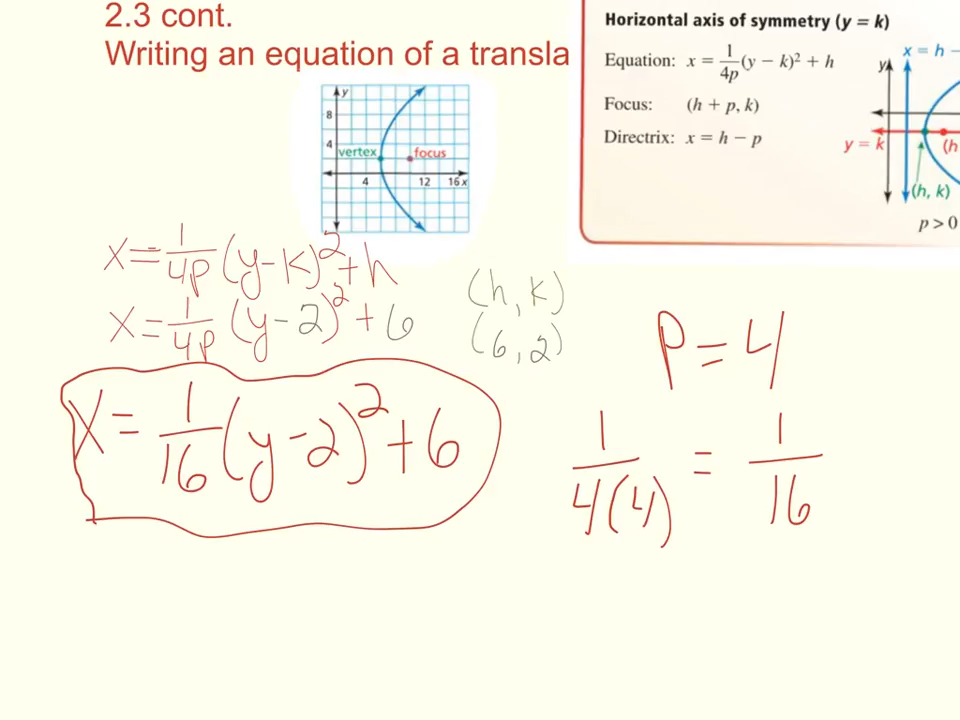 2.3 cont.
Writing an equation of a transla
y
8
4
vertex
focus
4 12 16 x
Horizontal axis of symmetry (y = k)
Equation: x = 1/4p (y − k)² + h
Focus: (h + p, k)
Directrix: x = h − p
x = h −
y
y = k
(h
(h, k)
p > 0
x = 1/4p (y-k)² + h
x = 1/4p (y-2)² + 6
(h, k)
(6, 2)
x = 1/16 (y-2)² + 6
P = 4
1/4(4) = 1/16